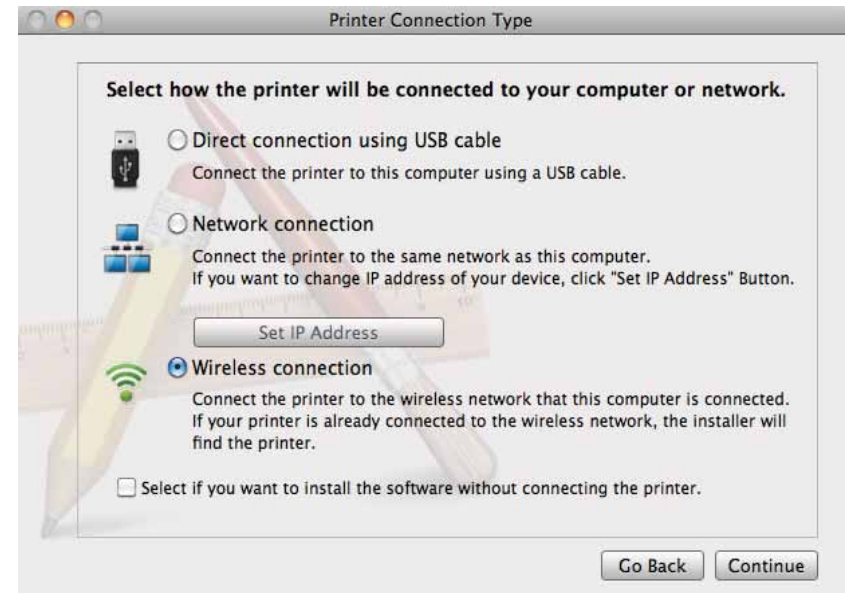 Printer Connection Type
Select how the printer will be connected to your computer or network.
Direct connection using USB cable
Connect the printer to this computer using a USB cable.
Network connection
Connect the printer to the same network as this computer.
If you want to change IP address of your device, click "Set IP Address" Button.
Set IP Address
Wireless connection
Connect the printer to the wireless network that this computer is connected.
If your printer is already connected to the wireless network, the installer will
find the printer.
Select if you want to install the software without connecting the printer.
Go Back Continue